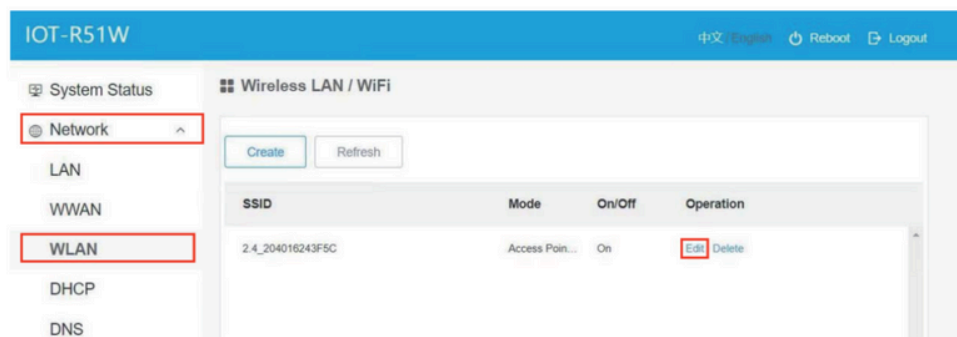 IOT-R51W
中文 English Reboot Logout
System Status
Wireless LAN / WiFi
Network
Create Refresh
LAN
WWAN
SSID Mode On/Off Operation
WLAN
2.4_204016243F5C Access Poin... On Edit Delete
DHCP
DNS